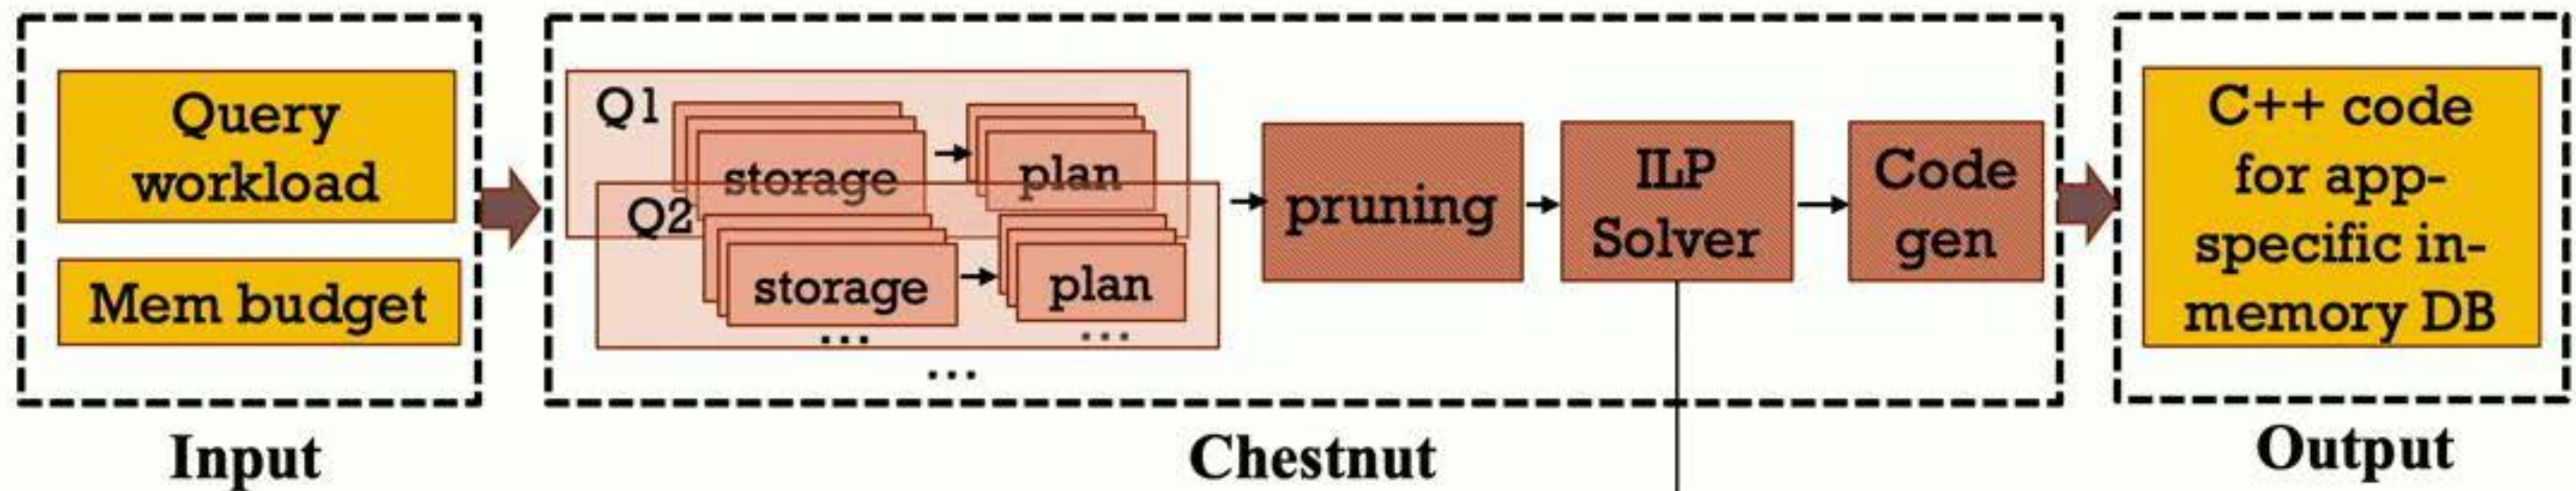 Query
workload
Mem budget
Q1
storage
plan
Q2
storage
plan
...
...
...
pruning
ILP
Solver
Code
gen
C++ code
for app-
specific in-
memory DB
Input
Chestnut
Output